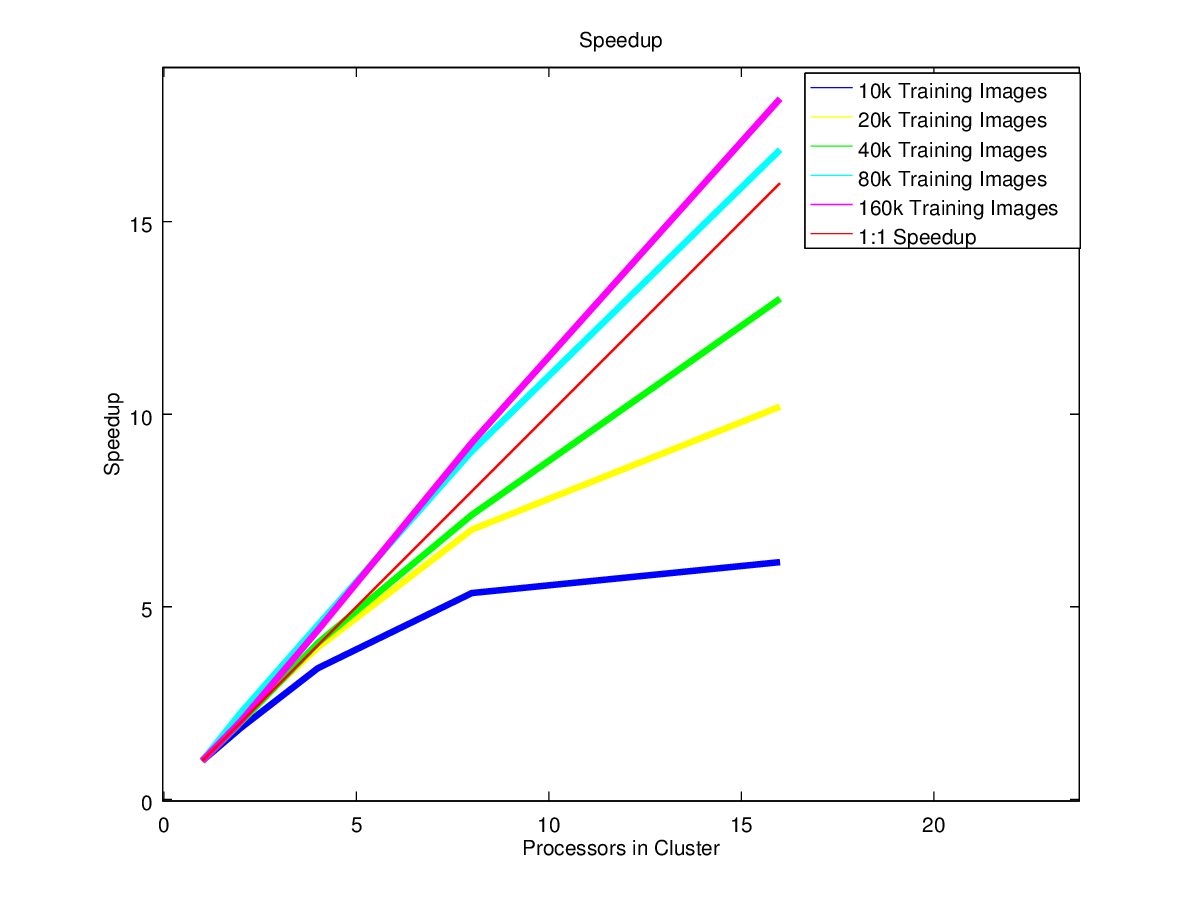 Speedup
10k Training Images
20k Training Images
40k Training Images
80k Training Images
160k Training Images
1:1 Speedup
15
10
5
0
Speedup
0 5 10 15 20
Processors in Cluster